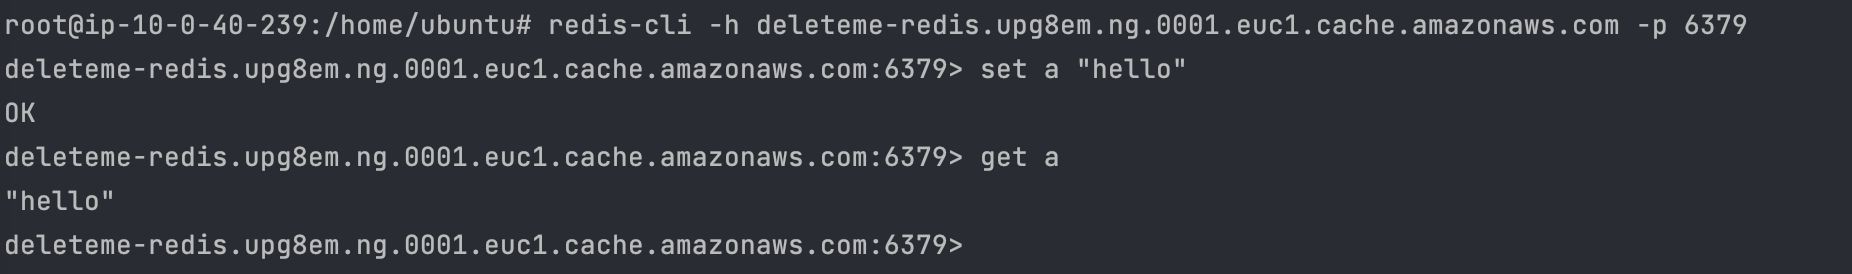 root@ip-10-0-40-239:/home/ubuntu# redis-cli -h deleteme-redis.upg8em.ng.0001.euc1.cache.amazonaws.com -p 6379
deleteme-redis.upg8em.ng.0001.euc1.cache.amazonaws.com:6379> set a "hello"
OK
deleteme-redis.upg8em.ng.0001.euc1.cache.amazonaws.com:6379> get a
"hello"
deleteme-redis.upg8em.ng.0001.euc1.cache.amazonaws.com:6379>